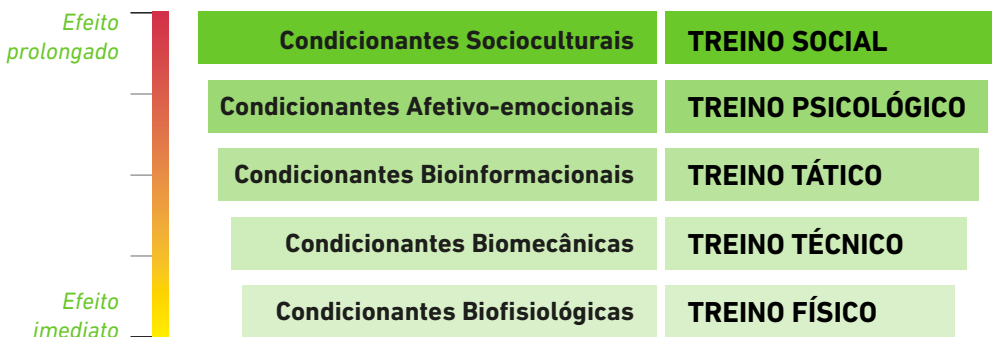 Efeito
prolongado
Condicionantes Socioculturais TREINO SOCIAL
Condicionantes Afetivo-emocionais TREINO PSICOLÓGICO
Condicionantes Bioinformacionais TREINO TÁTICO
Condicionantes Biomecânicas TREINO TÉCNICO
Efeito
imediato
Condicionantes Biofisiológicas TREINO FÍSICO